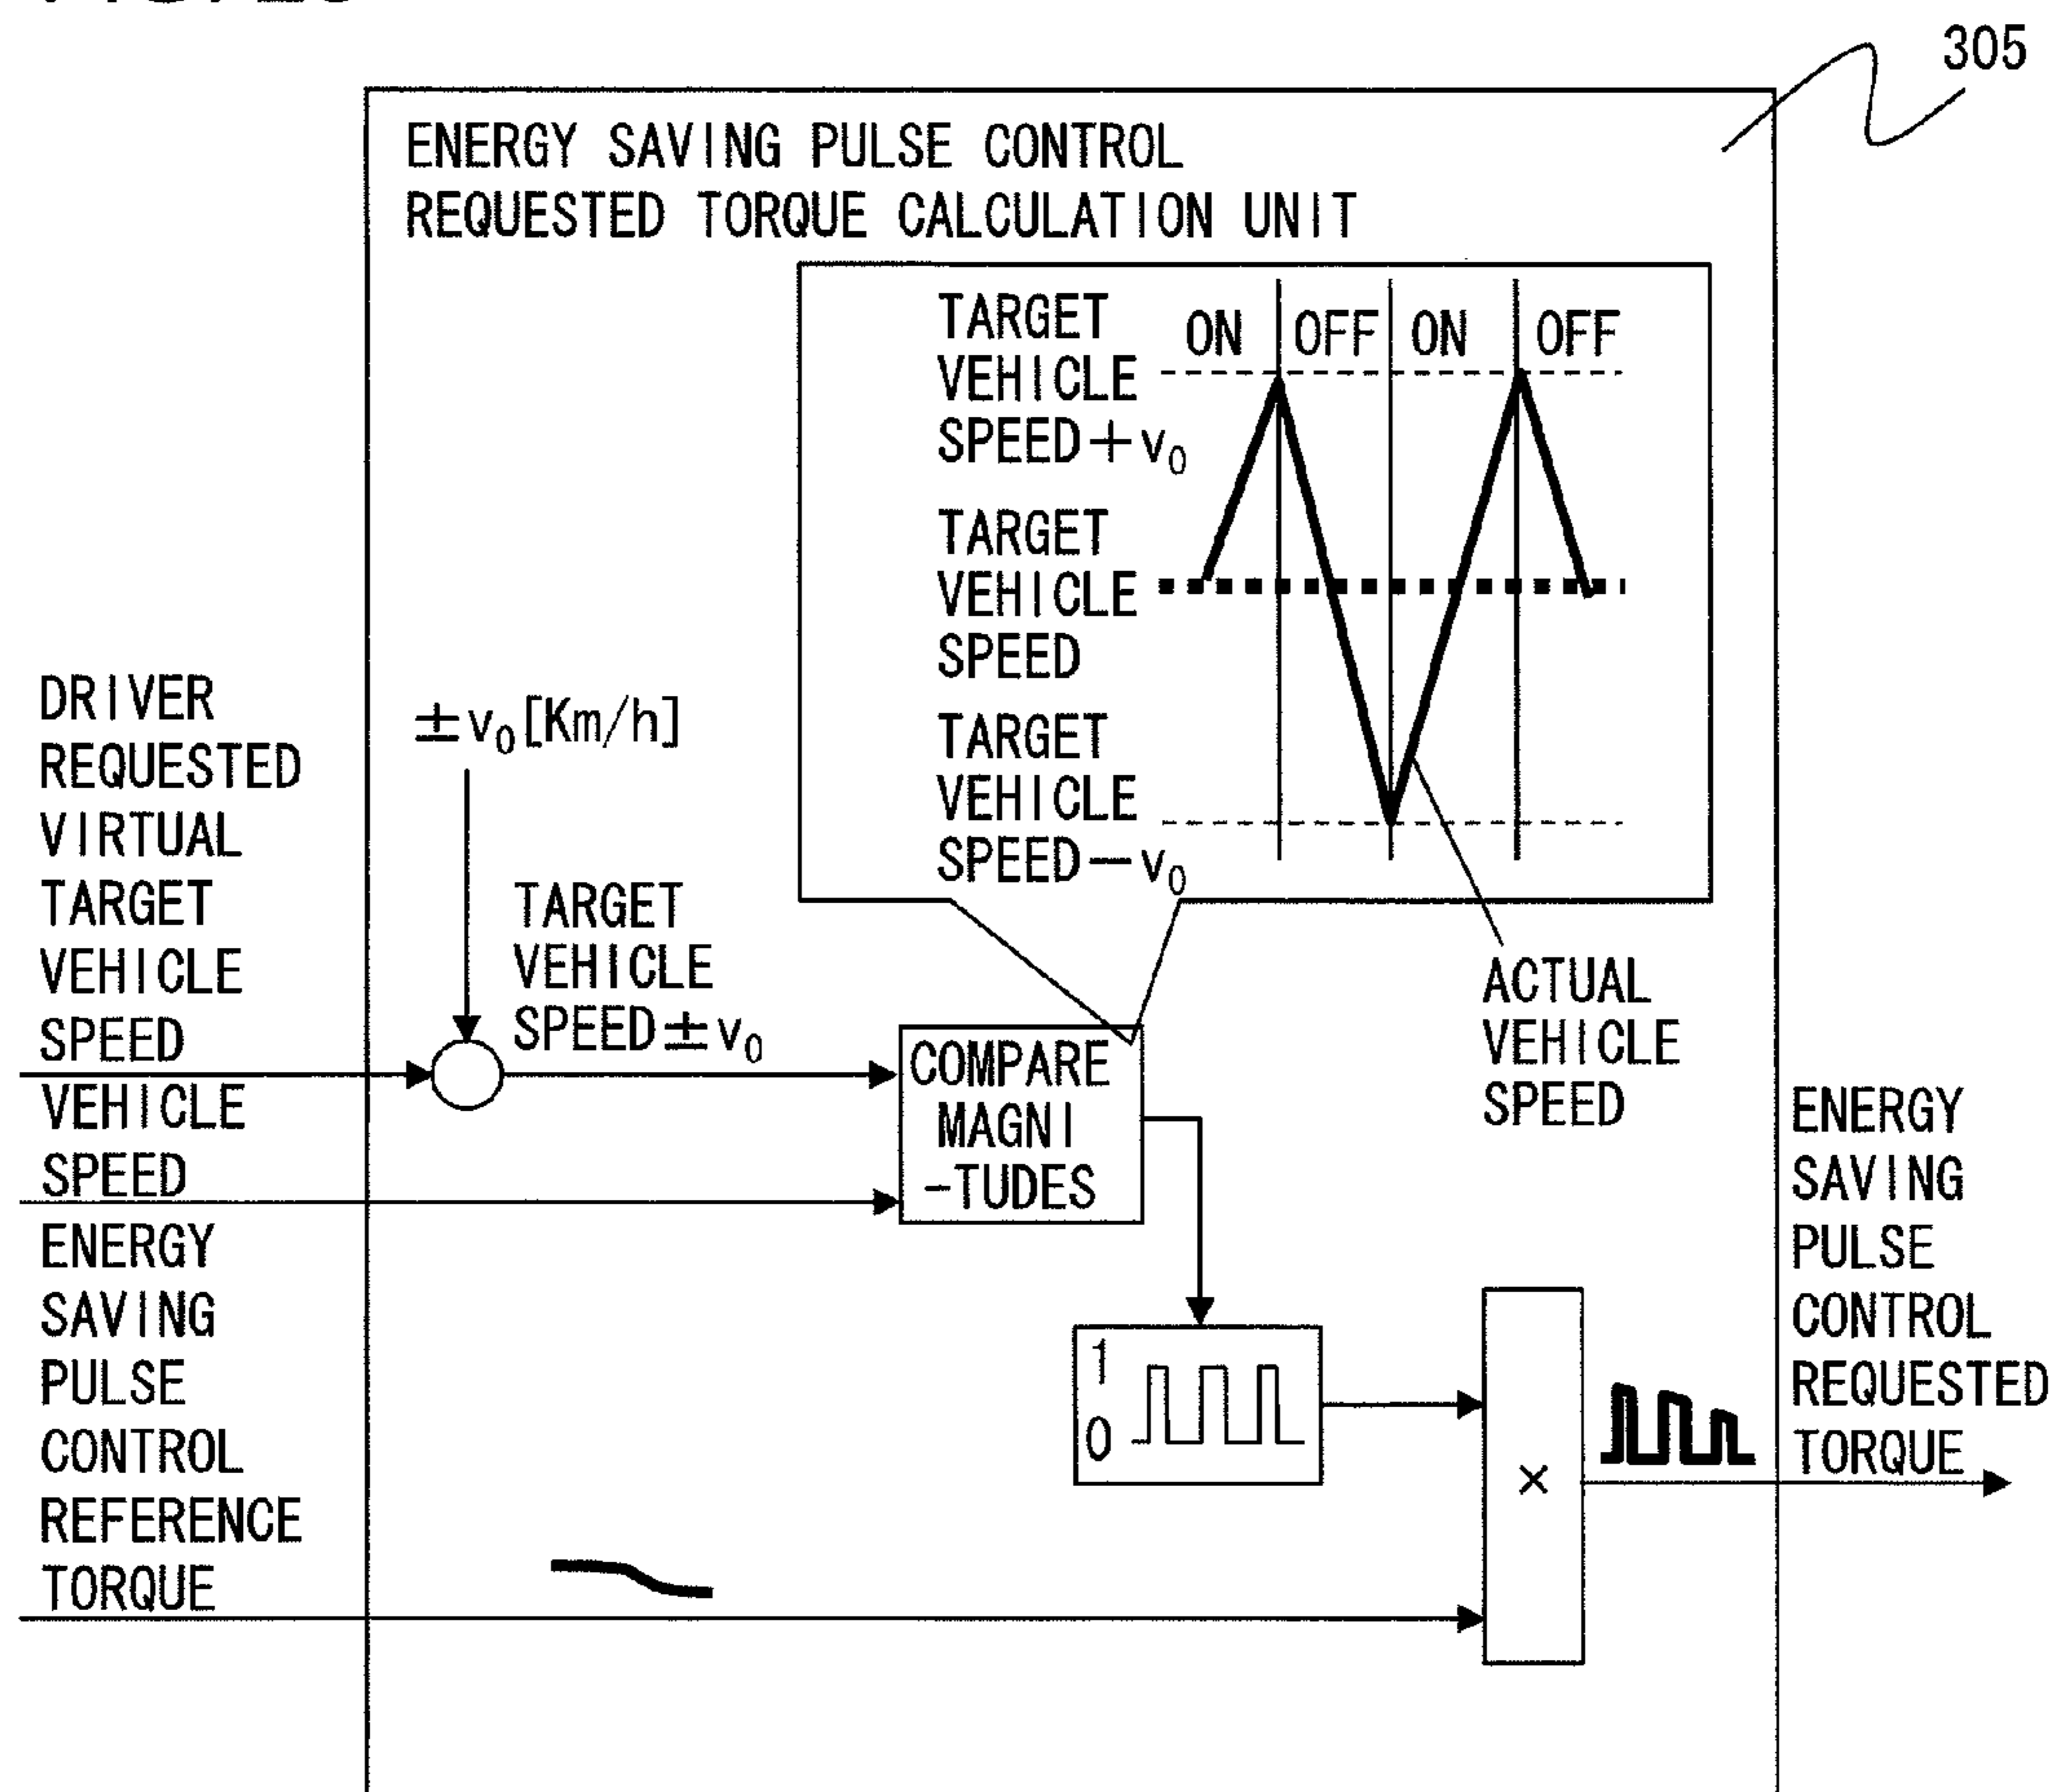 305
ENERGY SAVING PULSE CONTROL
REQUESTED TORQUE CALCULATION UNIT
TARGET
VEHICLE
SPEED+v₀
ON OFF ON OFF
TARGET
VEHICLE
SPEED
TARGET
VEHICLE
SPEED−v₀
ACTUAL
VEHICLE
SPEED
DRIVER
REQUESTED
VIRTUAL
TARGET
VEHICLE
SPEED
±v₀[Km/h]
TARGET
VEHICLE
SPEED±v₀
VEHICLE
SPEED
COMPARE
MAGNI
-TUDES
ENERGY
SAVING
PULSE
CONTROL
REFERENCE
TORQUE
1
0
×
ENERGY
SAVING
PULSE
CONTROL
REQUESTED
TORQUE